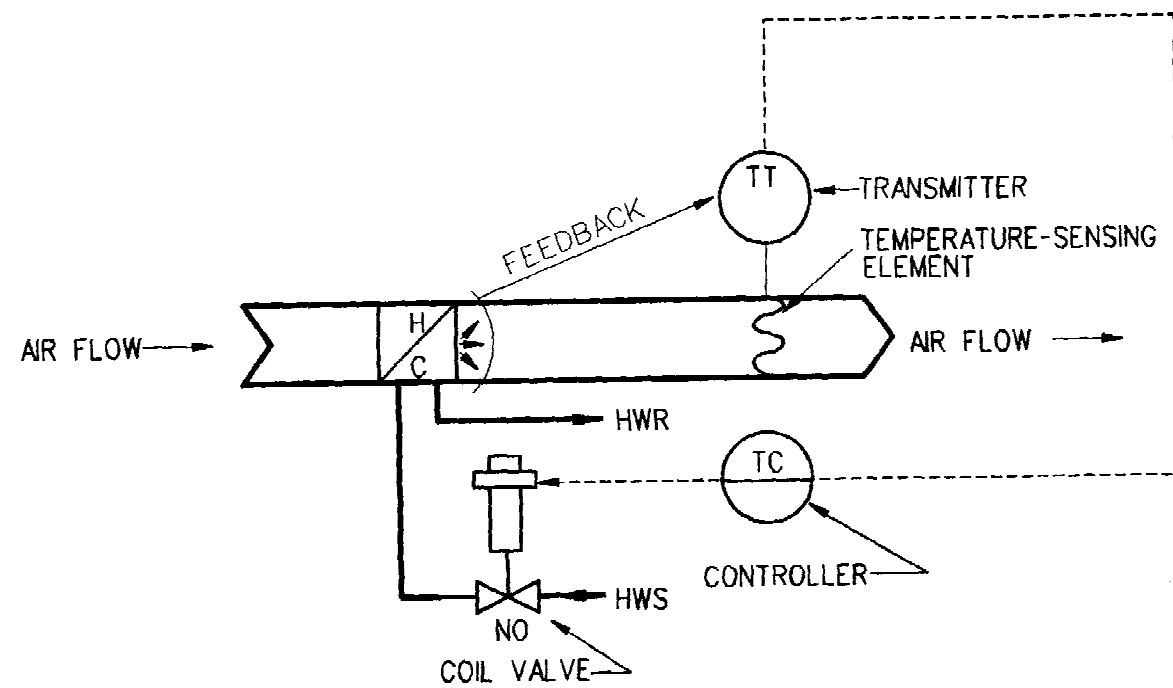 TT
TRANSMITTER
FEEDBACK
TEMPERATURE-SENSING
ELEMENT
H
C
AIR FLOW
AIR FLOW
HWR
TC
CONTROLLER
HWS
NO
COIL VALVE